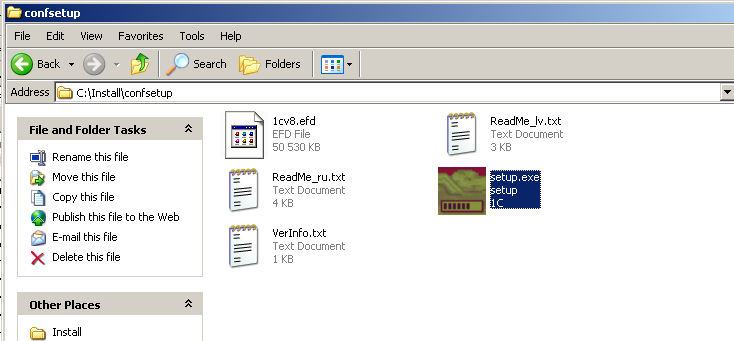 confsetup
File Edit View Favorites Tools Help
Back Search Folders
Address C:\Install\confsetup
File and Folder Tasks
Rename this file
Move this file
Copy this file
Publish this file to the Web
E-mail this file
Delete this file
Other Places
Install
1cv8.efd
EFD File
50 530 KB
ReadMe_lv.txt
Text Document
3 KB
ReadMe_ru.txt
Text Document
4 KB
setup.exe
setup
1C
VerInfo.txt
Text Document
1 KB